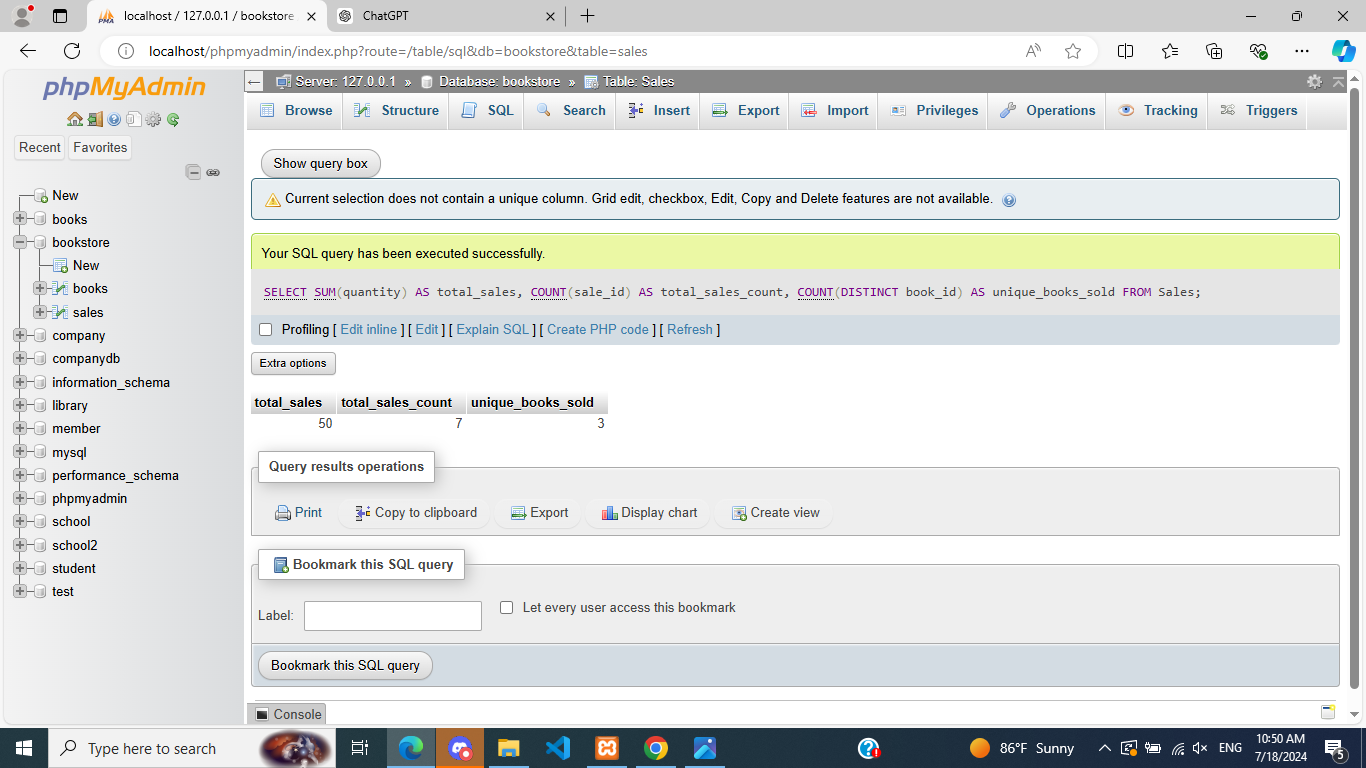 localhost / 127.0.0.1 / bookstore
ChatGPT
localhost/phpmyadmin/index.php?route=/table/sql&db=bookstore&table=sales
phpMyAdmin
Recent Favorites
New
books
bookstore
New
books
sales
company
companydb
information_schema
library
member
mysql
performance_schema
phpmyadmin
school
school2
student
test
Server: 127.0.0.1 » Database: bookstore » Table: Sales
Browse Structure SQL Search Insert Export Import Privileges Operations Tracking Triggers
Show query box
Current selection does not contain a unique column. Grid edit, checkbox, Edit, Copy and Delete features are not available.
Your SQL query has been executed successfully.
SELECT SUM(quantity) AS total_sales, COUNT(sale_id) AS total_sales_count, COUNT(DISTINCT book_id) AS unique_books_sold FROM Sales;
Profiling [ Edit inline ] [ Edit ] [ Explain SQL ] [ Create PHP code ] [ Refresh ]
Extra options
total_sales total_sales_count unique_books_sold
50 7 3
Query results operations
Print Copy to clipboard Export Display chart Create view
Bookmark this SQL query
Label: Let every user access this bookmark
Bookmark this SQL query
Console
Type here to search
86°F Sunny
ENG
10:50 AM
7/18/2024
5